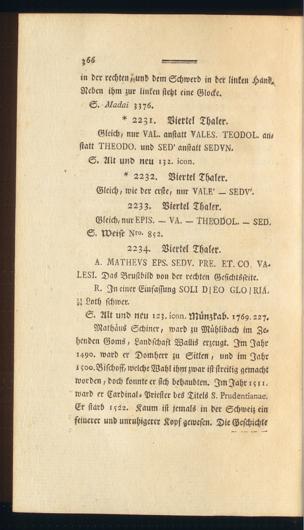 366
in der rechten, und dem Schwerd in der linken Hand.
Neben ihm zur linken steht eine Glocke.
S. Madai 3376.
* 2231. Viertel Thaler.
Gleich, nur VAL. anstatt VALES. TEODOL. an-
statt THEODO. und SED' anstatt SEDVN.
S. Alt und neu 132. icon.
* 2232. Viertel Thaler.
Gleich, wie der erste, nur VALE' — SEDV'.
2233. Viertel Thaler.
Gleich, nur EPIS. — VA. — THEODOL. — SED.
S. Weise Nro. 852.
2234. Viertel Thaler.
A. MATHEVS EPS. SEDV. PRE. ET. CO. VA-
LESI. Das Brustbild von der rechten Gesichtsseite.
R. In einer Einfassung SOLI D|EO GLO|RIA.
Loth schwer.
S. Alt und neu 123. icon. Münzkab. 1769. 227.
Mathäus Schiner, ward zu Mühlibach im Ze-
henden Goms, Landschaft Wallis erzeugt. Im Jahr
1490. ward er Domherr zu Sitten, und im Jahr
1500. Bischoff, welche Wahl ihm zwar ist streitig gemacht
worden, doch konnte er sich behaubten. Im Jahr 1511.
ward er Cardinal-Priester des Titels S. Prudentianae.
Er starb 1522. Kaum ist jemals in der Schweiz ein
feinerer und unruhigerer Kopf gewesen. Die Geschichte